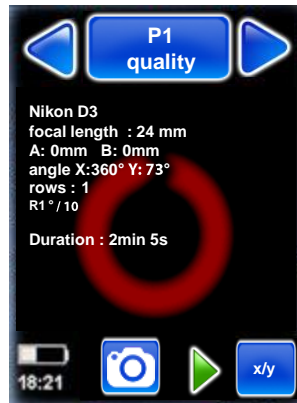 P1
quality
Nikon D3
focal length : 24 mm
A: 0mm B: 0mm
angle X:360° Y: 73°
rows : 1
R1 ° / 10
Duration : 2min 5s
x/y
18:21